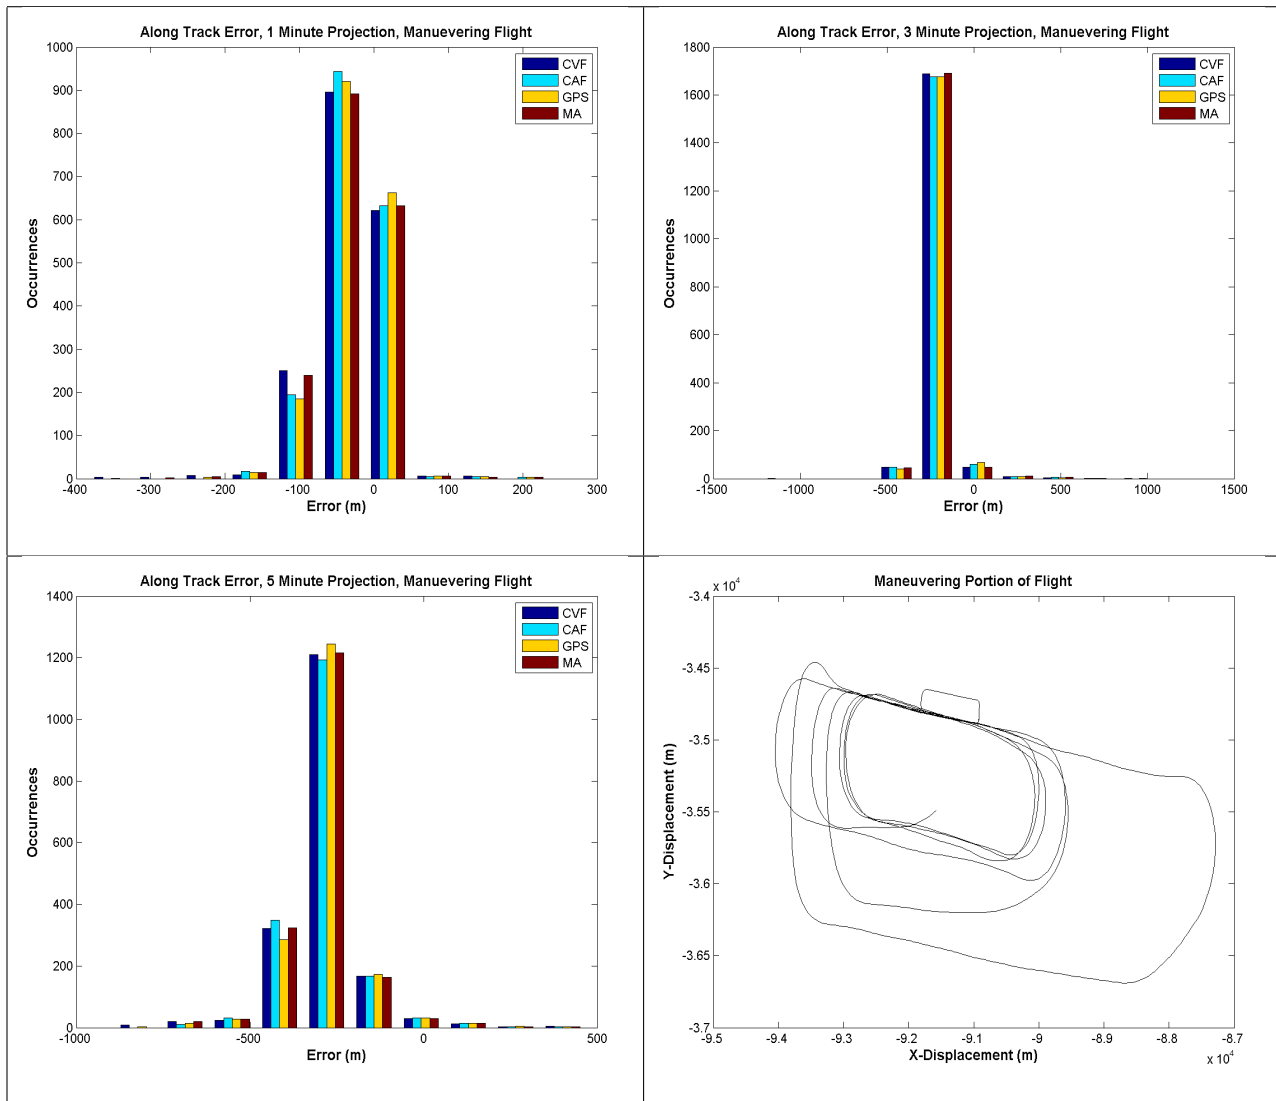 Along Track Error, 1 Minute Projection, Manuevering Flight
1000
900
800
700
600
500
400
300
200
100
0
Occurrences
-400 -300 -200 -100 0 100 200 300
Error (m)
CVF
CAF
GPS
MA
Along Track Error, 3 Minute Projection, Manuevering Flight
1800
1600
1400
1200
1000
800
600
400
200
0
Occurrences
-1500 -1000 -500 0 500 1000 1500
Error (m)
CVF
CAF
GPS
MA
Along Track Error, 5 Minute Projection, Manuevering Flight
1400
1200
1000
800
600
400
200
0
Occurrences
-1000 -500 0 500
Error (m)
CVF
CAF
GPS
MA
Maneuvering Portion of Flight
x 10^4
-3.4
-3.45
-3.5
-3.55
-3.6
-3.65
-3.7
Y-Displacement (m)
-9.5 -9.4 -9.3 -9.2 -9.1 -9 -8.9 -8.8 -8.7
X-Displacement (m)
x 10^4